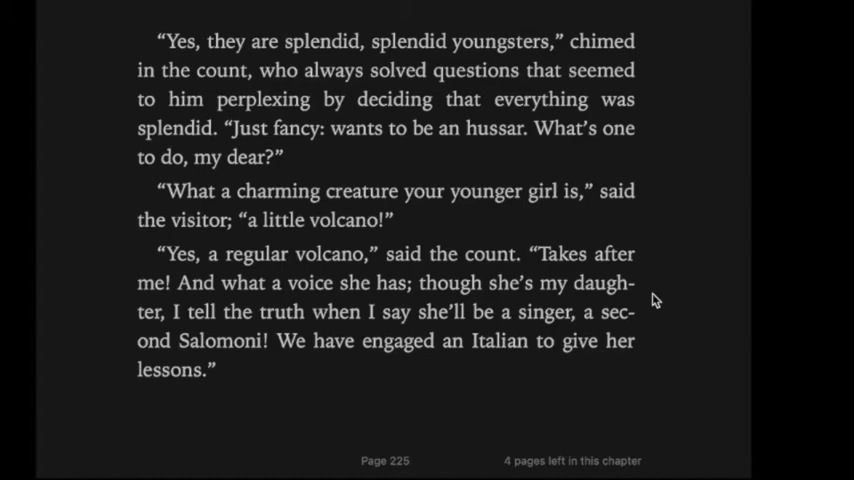 “Yes, they are splendid, splendid youngsters,” chimed
in the count, who always solved questions that seemed
to him perplexing by deciding that everything was
splendid. “Just fancy: wants to be an hussar. What’s one
to do, my dear?”
“What a charming creature your younger girl is,” said
the visitor; “a little volcano!”
“Yes, a regular volcano,” said the count. “Takes after
me! And what a voice she has; though she’s my daugh-
ter, I tell the truth when I say she’ll be a singer, a sec-
ond Salomoni! We have engaged an Italian to give her
lessons.”
Page 225 4 pages left in this chapter